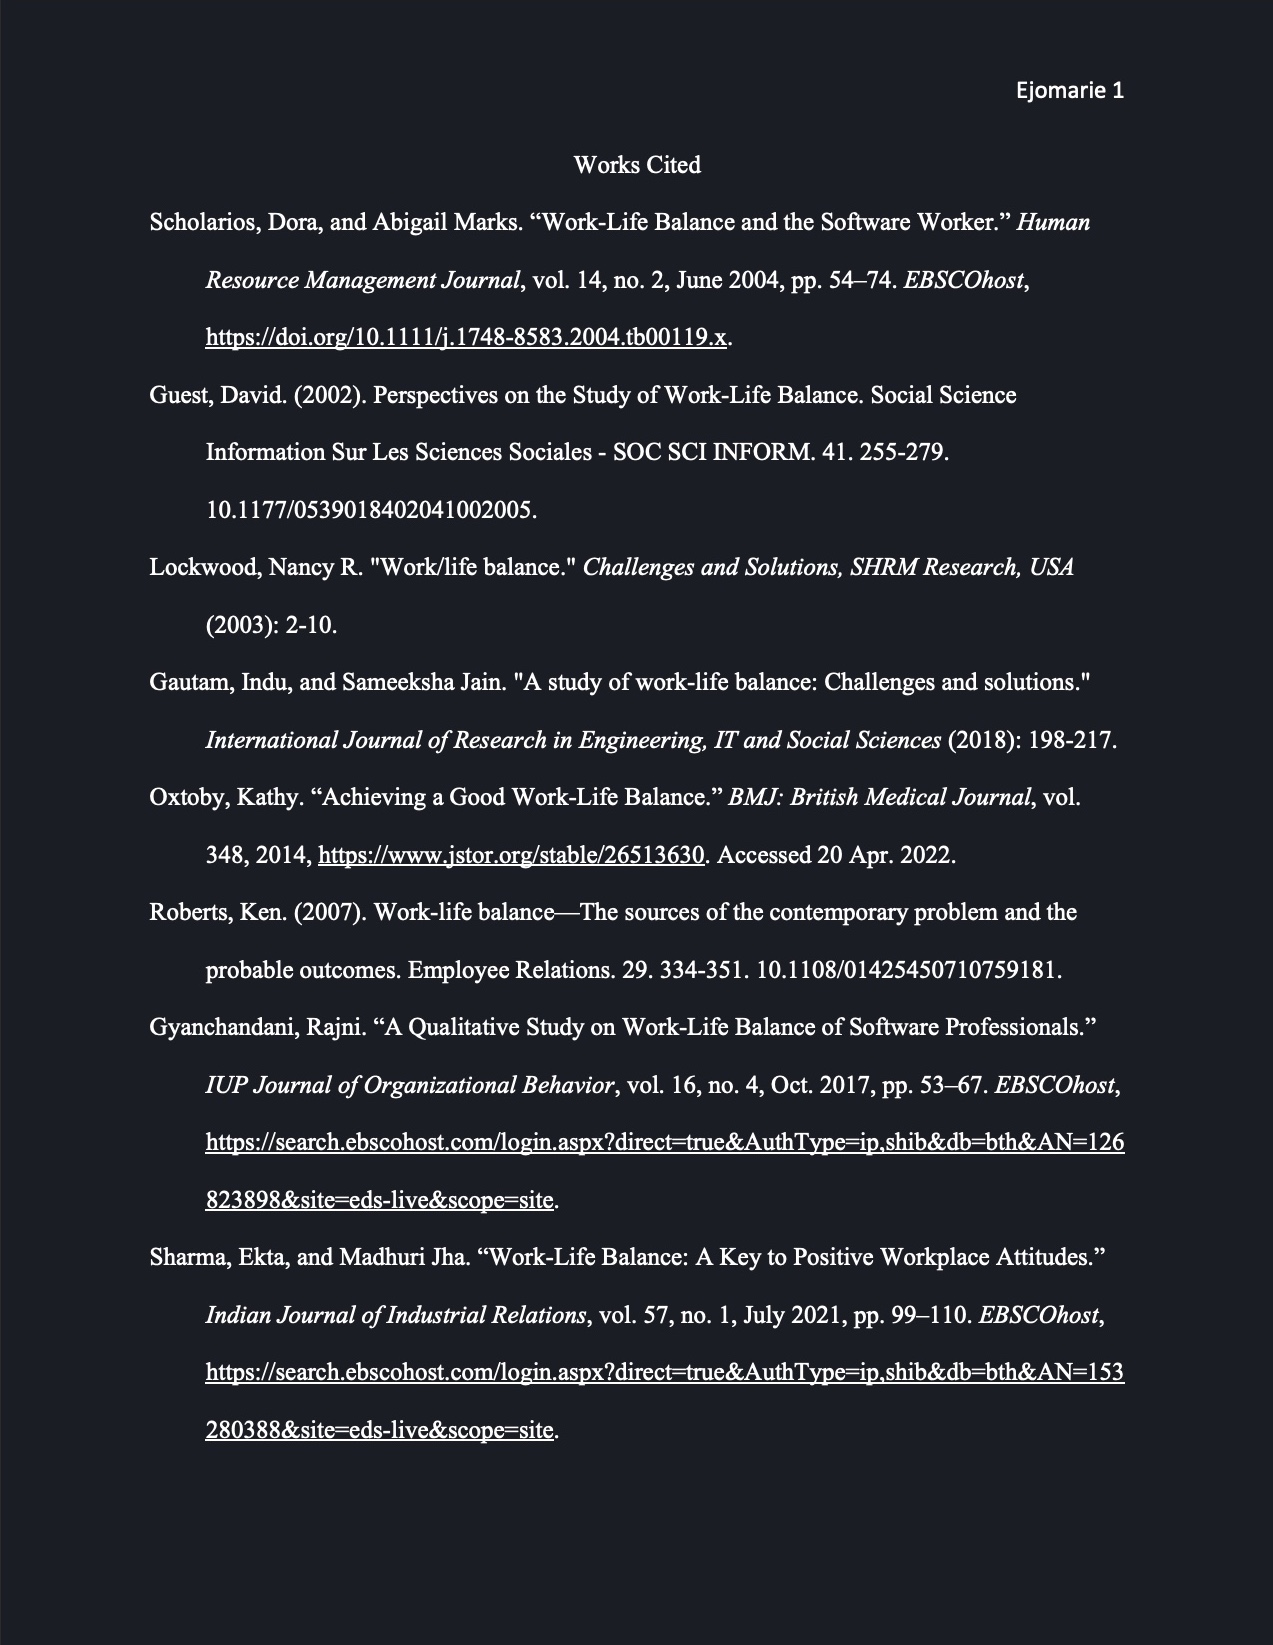 Ejomarie 1
Works Cited
Scholarios, Dora, and Abigail Marks. “Work-Life Balance and the Software Worker.” Human
Resource Management Journal, vol. 14, no. 2, June 2004, pp. 54–74. EBSCOhost,
https://doi.org/10.1111/j.1748-8583.2004.tb00119.x.
Guest, David. (2002). Perspectives on the Study of Work-Life Balance. Social Science
Information Sur Les Sciences Sociales - SOC SCI INFORM. 41. 255-279.
10.1177/0539018402041002005.
Lockwood, Nancy R. "Work/life balance." Challenges and Solutions, SHRM Research, USA
(2003): 2-10.
Gautam, Indu, and Sameeksha Jain. "A study of work-life balance: Challenges and solutions."
International Journal of Research in Engineering, IT and Social Sciences (2018): 198-217.
Oxtoby, Kathy. “Achieving a Good Work-Life Balance.” BMJ: British Medical Journal, vol.
348, 2014, https://www.jstor.org/stable/26513630. Accessed 20 Apr. 2022.
Roberts, Ken. (2007). Work-life balance—The sources of the contemporary problem and the
probable outcomes. Employee Relations. 29. 334-351. 10.1108/01425450710759181.
Gyanchandani, Rajni. “A Qualitative Study on Work-Life Balance of Software Professionals.”
IUP Journal of Organizational Behavior, vol. 16, no. 4, Oct. 2017, pp. 53–67. EBSCOhost,
https://search.ebscohost.com/login.aspx?direct=true&AuthType=ip,shib&db=bth&AN=126
823898&site=eds-live&scope=site.
Sharma, Ekta, and Madhuri Jha. “Work-Life Balance: A Key to Positive Workplace Attitudes.”
Indian Journal of Industrial Relations, vol. 57, no. 1, July 2021, pp. 99–110. EBSCOhost,
https://search.ebscohost.com/login.aspx?direct=true&AuthType=ip,shib&db=bth&AN=153
280388&site=eds-live&scope=site.